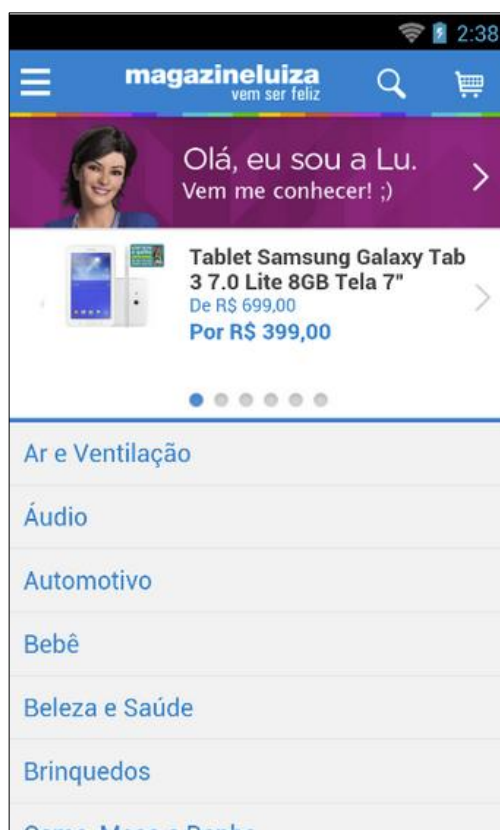 2:38
magazineluiza
vem ser feliz
Olá, eu sou a Lu.
Vem me conhecer! ;)
Tablet Samsung Galaxy Tab
3 7.0 Lite 8GB Tela 7"
De R$ 699,00
Por R$ 399,00
Ar e Ventilação
Áudio
Automotivo
Bebê
Beleza e Saúde
Brinquedos